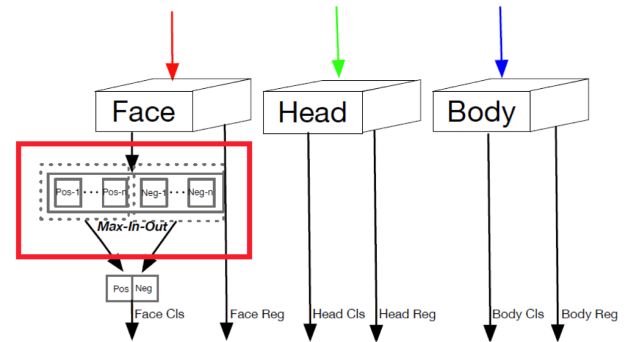 Face Head Body
Pos-1 ··· Pos-n Neg-1 ··· Neg-n
Max-In-Out
Pos Neg
Face Cls Face Reg Head Cls Head Reg Body Cls Body Reg